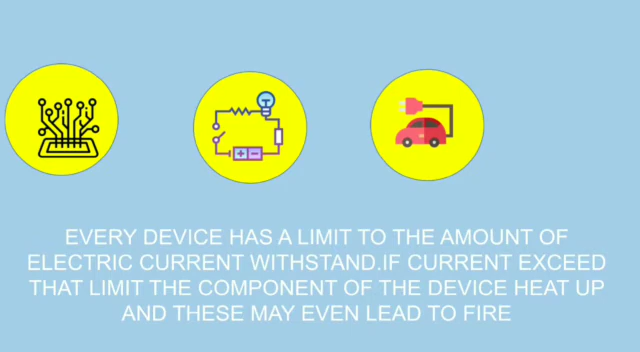 EVERY DEVICE HAS A LIMIT TO THE AMOUNT OF
ELECTRIC CURRENT WITHSTAND.IF CURRENT EXCEED
THAT LIMIT THE COMPONENT OF THE DEVICE HEAT UP
AND THESE MAY EVEN LEAD TO FIRE